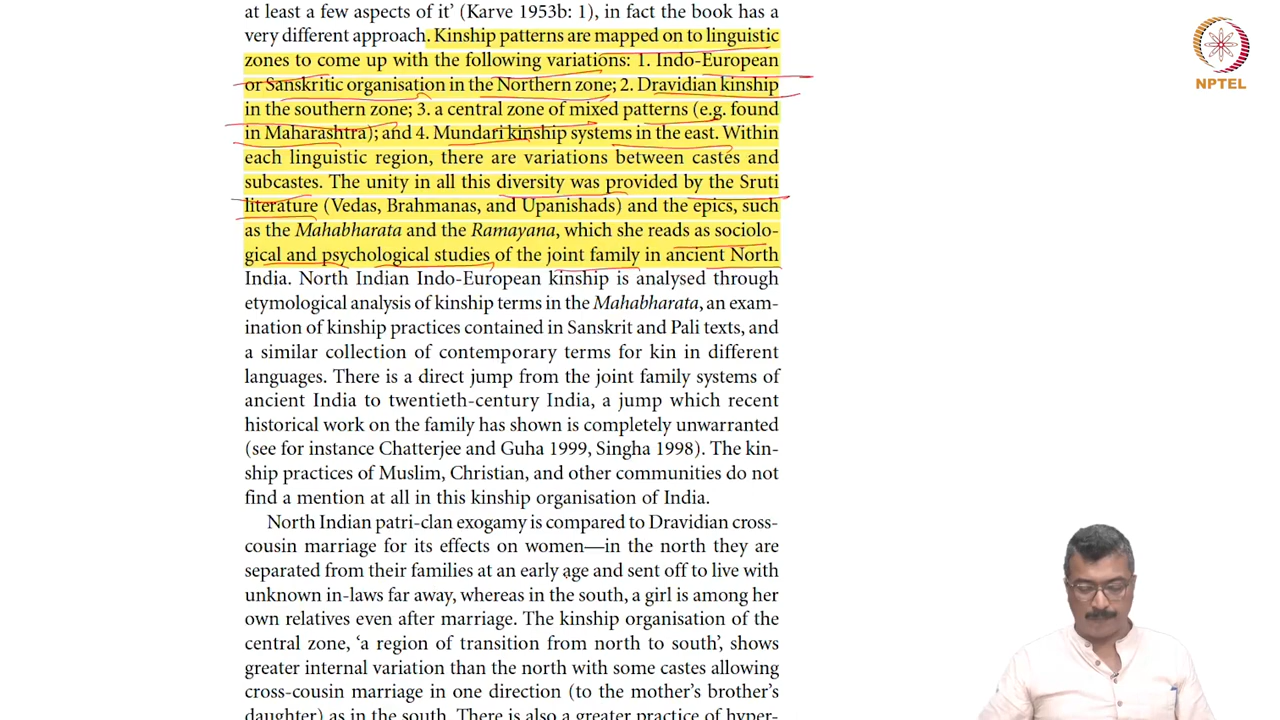 at least a few aspects of it' (Karve 1953b: 1), in fact the book has a
very different approach. Kinship patterns are mapped on to linguistic
zones to come up with the following variations: 1. Indo-European
or Sanskritic organisation in the Northern zone; 2. Dravidian kinship
in the southern zone; 3. a central zone of mixed patterns (e.g. found
in Maharashtra); and 4. Mundari kinship systems in the east. Within
each linguistic region, there are variations between castes and
subcastes. The unity in all this diversity was provided by the Sruti
literature (Vedas, Brahmanas, and Upanishads) and the epics, such
as the Mahabharata and the Ramayana, which she reads as sociolo-
gical and psychological studies of the joint family in ancient North
India. North Indian Indo-European kinship is analysed through
etymological analysis of kinship terms in the Mahabharata, an exam-
ination of kinship practices contained in Sanskrit and Pali texts, and
a similar collection of contemporary terms for kin in different
languages. There is a direct jump from the joint family systems of
ancient India to twentieth-century India, a jump which recent
historical work on the family has shown is completely unwarranted
(see for instance Chatterjee and Guha 1999, Singha 1998). The kin-
ship practices of Muslim, Christian, and other communities do not
find a mention at all in this kinship organisation of India.
North Indian patri-clan exogamy is compared to Dravidian cross-
cousin marriage for its effects on women—in the north they are
separated from their families at an early age and sent off to live with
unknown in-laws far away, whereas in the south, a girl is among her
own relatives even after marriage. The kinship organisation of the
central zone, 'a region of transition from north to south', shows
greater internal variation than the north with some castes allowing
cross-cousin marriage in one direction (to the mother's brother's
daughter) as in the south. There is also a greater practice of hyper-
NPTEL